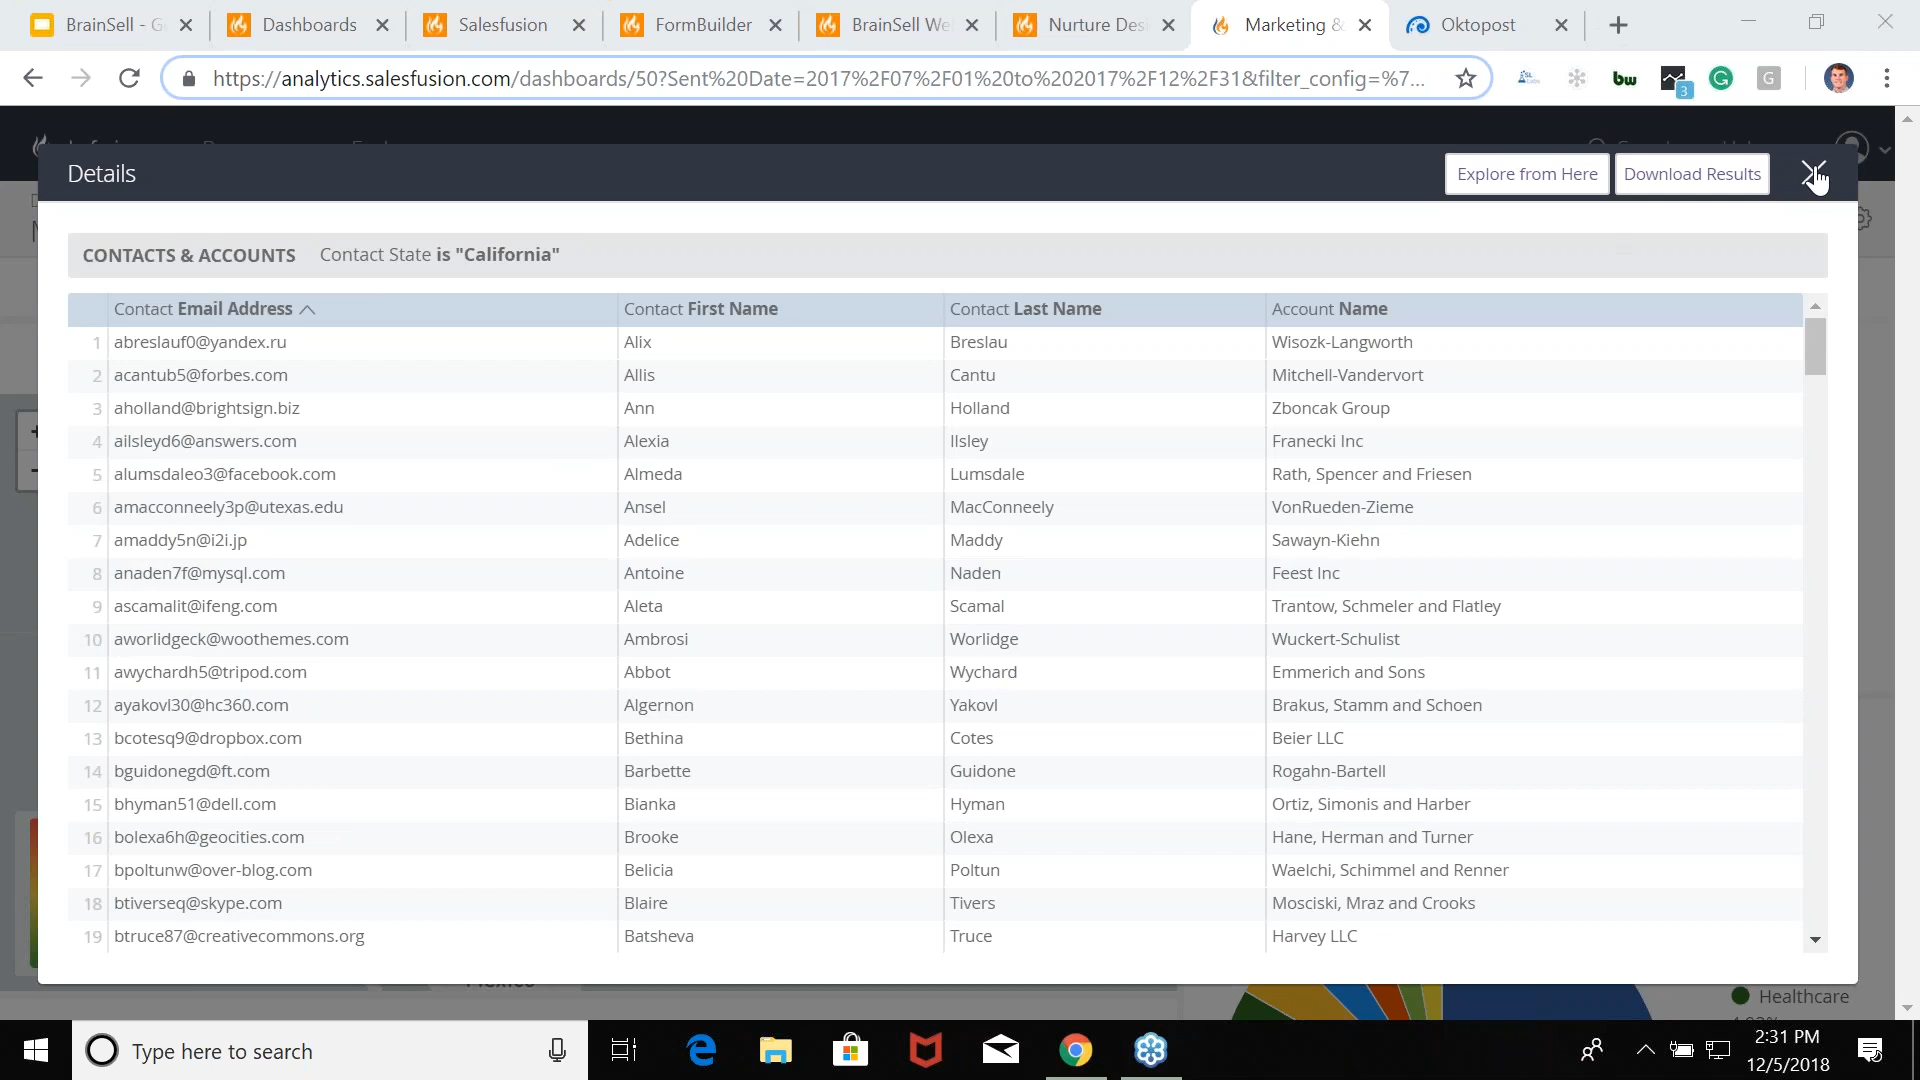 BrainSell - G
Dashboards
Salesfusion
FormBuilder
BrainSell We
Nurture Des
Marketing &
Oktopost
https://analytics.salesfusion.com/dashboards/50?Sent%20Date=2017%2F07%2F01%20to%202017%2F12%2F31&filter_config=%7...
bw
3
G
Details
Explore from Here
Download Results
CONTACTS & ACCOUNTS Contact State is "California"
Contact Email Address Contact First Name Contact Last Name Account Name
1 abreslauf0@yandex.ru Alix Breslau Wisozk-Langworth
2 acantub5@forbes.com Allis Cantu Mitchell-Vandervort
3 aholland@brightsign.biz Ann Holland Zboncak Group
4 ailsleyd6@answers.com Alexia Ilsley Franecki Inc
5 alumsdaleo3@facebook.com Almeda Lumsdale Rath, Spencer and Friesen
6 amacconneely3p@utexas.edu Ansel MacConneely VonRueden-Zieme
7 amaddy5n@i2i.jp Adelice Maddy Sawayn-Kiehn
8 anaden7f@mysql.com Antoine Naden Feest Inc
9 ascamalit@ifeng.com Aleta Scamal Trantow, Schmeler and Flatley
10 aworlidgeck@woothemes.com Ambrosi Worlidge Wuckert-Schulist
11 awychardh5@tripod.com Abbot Wychard Emmerich and Sons
12 ayakovl30@hc360.com Algernon Yakovl Brakus, Stamm and Schoen
13 bcotesq9@dropbox.com Bethina Cotes Beier LLC
14 bguidonegd@ft.com Barbette Guidone Rogahn-Bartell
15 bhyman51@dell.com Bianka Hyman Ortiz, Simonis and Harber
16 bolexa6h@geocities.com Brooke Olexa Hane, Herman and Turner
17 bpoltunw@over-blog.com Belicia Poltun Waelchi, Schimmel and Renner
18 btiverseq@skype.com Blaire Tivers Mosciski, Mraz and Crooks
19 btruce87@creativecommons.org Batsheva Truce Harvey LLC
Healthcare
Type here to search
2:31 PM
12/5/2018